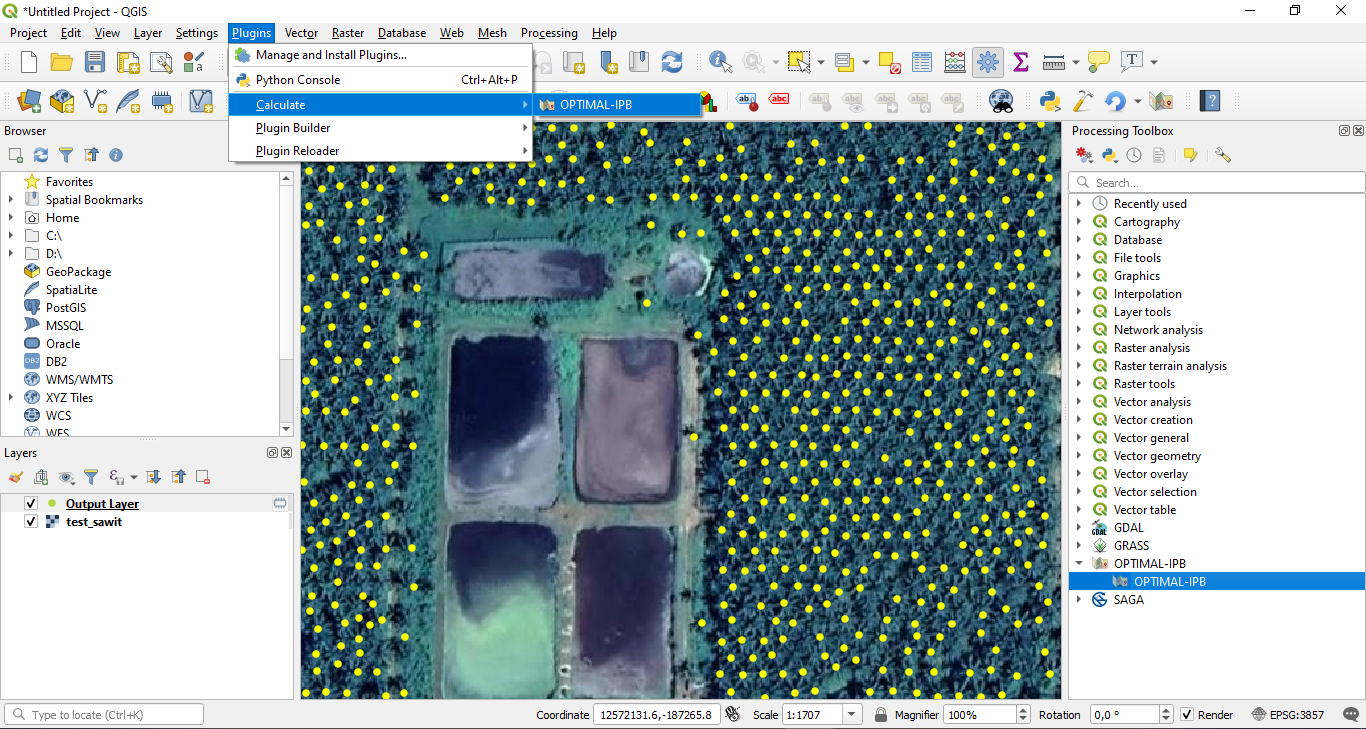 *Untitled Project - QGIS
Project Edit View Layer Settings Plugins Vector Raster Database Web Mesh Processing Help
Manage and Install Plugins...
Python Console Ctrl+Alt+P
Calculate
OPTIMAL-IPB
Plugin Builder
Plugin Reloader
T
abc
abc
Browser
Favorites
Spatial Bookmarks
Home
C:\
D:\
GeoPackage
SpatiaLite
PostGIS
MSSQL
Oracle
DB2
DB2
WMS/WMTS
XYZ Tiles
WCS
WFS
Layers
Output Layer
test_sawit
Processing Toolbox
Search...
Recently used
Cartography
Database
File tools
Graphics
Interpolation
Layer tools
Network analysis
Raster analysis
Raster terrain analysis
Raster tools
Vector analysis
Vector creation
Vector general
Vector geometry
Vector overlay
Vector selection
Vector table
GDAL
GDAL
GRASS
OPTIMAL-IPB
OPTIMAL-IPB
SAGA
Type to locate (Ctrl+K)
Coordinate 12572131.6,-187265.8 Scale 1:1707 Magnifier 100% Rotation 0,0 ° Render EPSG:3857